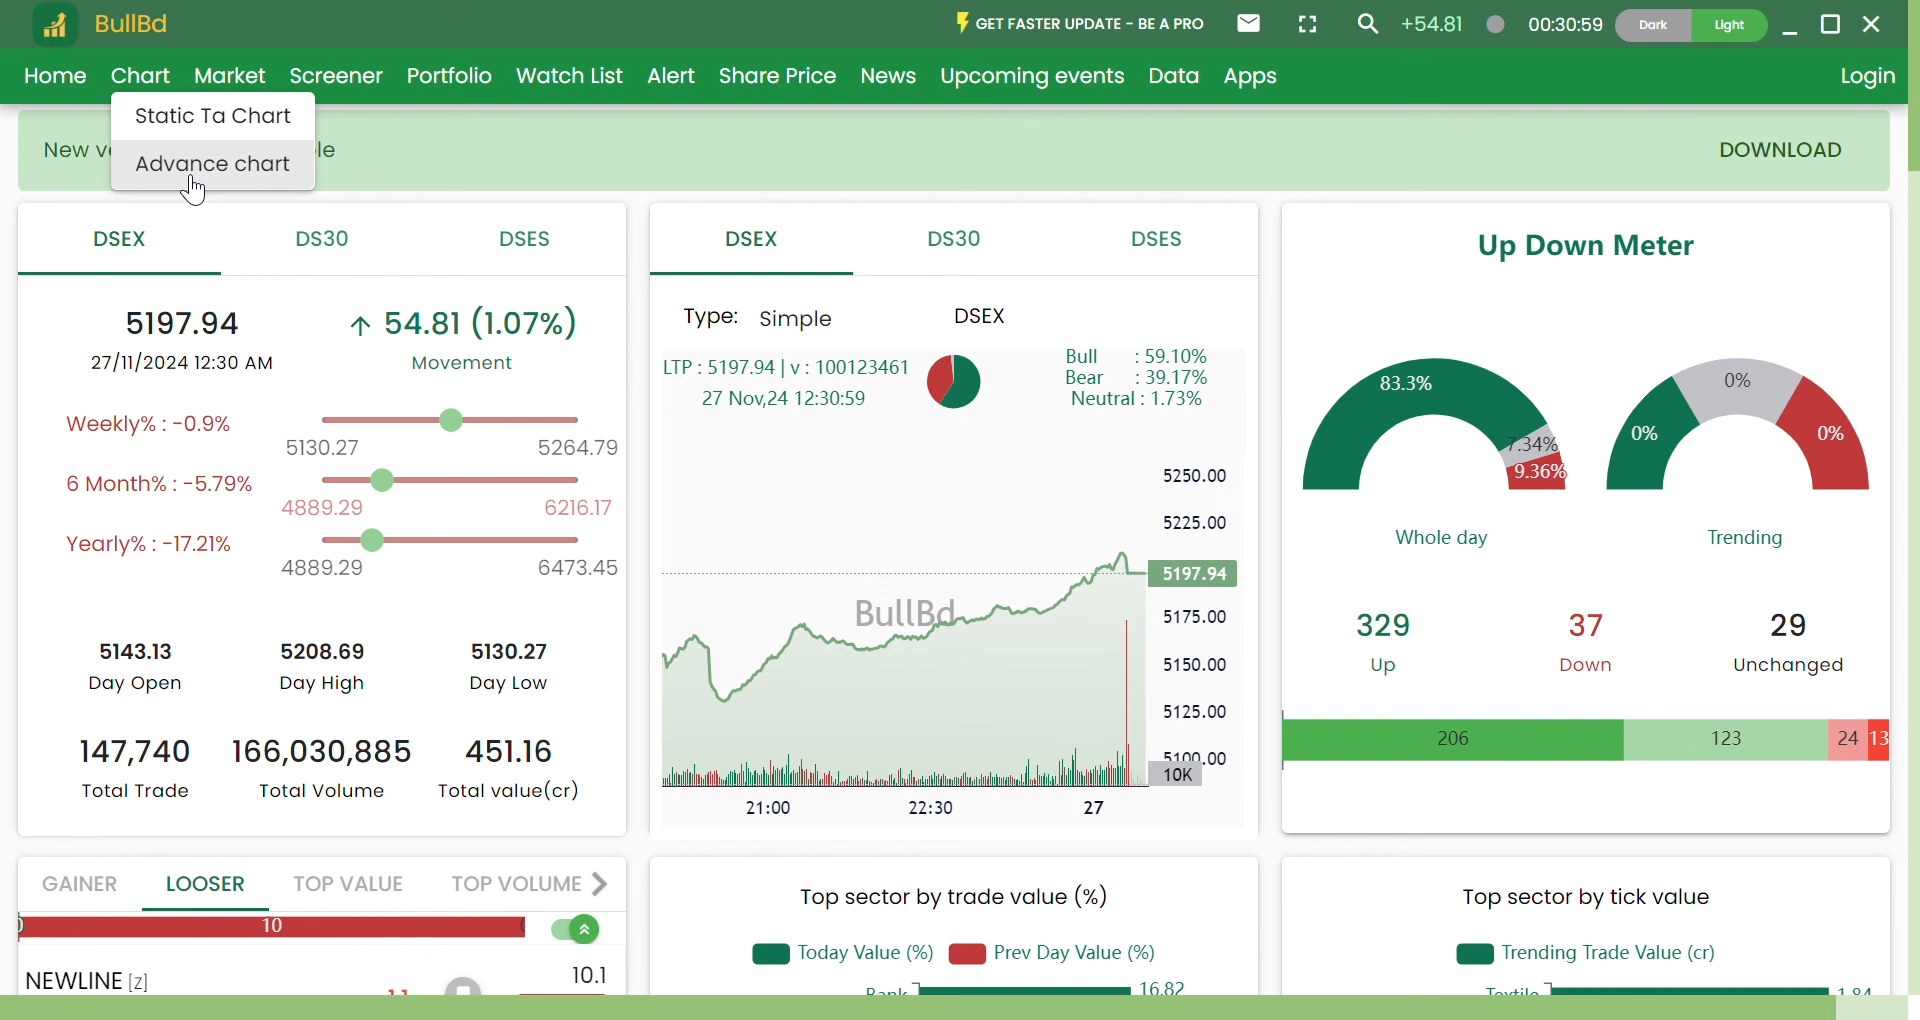 BullBd
GET FASTER UPDATE - BE A PRO
+54.81
00:30:59
Dark
Light
Home Chart Market Screener Portfolio Watch List Alert Share Price News Upcoming events Data Apps
Login
Static Ta Chart
Advance chart
New
DOWNLOAD
DSEX DS30 DSES
5197.94
54.81 (1.07%)
27/11/2024 12:30 AM
Movement
Weekly% : -0.9%
5130.27 5264.79
6 Month% : -5.79%
4889.29 6216.17
Yearly% : -17.21%
4889.29 6473.45
5143.13 5208.69 5130.27
Day Open Day High Day Low
147,740 166,030,885 451.16
Total Trade Total Volume Total value(cr)
DSEX DS30 DSES
Type: Simple DSEX
LTP : 5197.94 | v : 100123461
27 Nov,24 12:30:59
Bull : 59.10%
Bear : 39.17%
Neutral : 1.73%
5250.00
5225.00
5197.94
BullBd
5175.00
5150.00
5125.00
5100.00
10K
21:00 22:30 27
Up Down Meter
83.3%
7.34%
9.36%
0%
0%
0%
Whole day
Trending
329 37 29
Up Down Unchanged
206 123 24 13
GAINER LOOSER TOP VALUE TOP VOLUME
10
NEWLINE [Z]
10.1
Top sector by trade value (%)
Today Value (%) Prev Day Value (%)
Bank 16.82
Top sector by tick value
Trending Trade Value (cr)
Textile 1.84